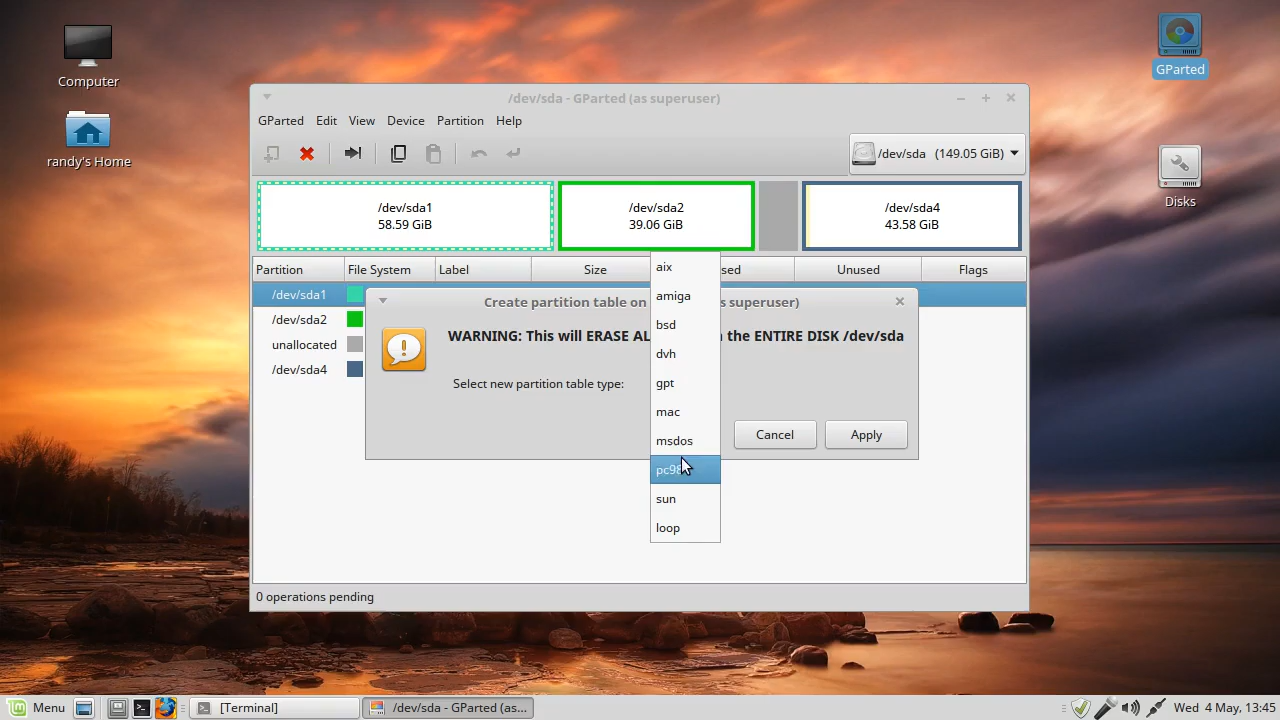 Computer
randy's Home
GParted
Disks
/dev/sda - GParted (as superuser)
GParted Edit View Device Partition Help
/dev/sda (149.05 GiB)
/dev/sda1
58.59 GiB
/dev/sda2
39.06 GiB
/dev/sda4
43.58 GiB
Partition File System Label Size sed Unused Flags
/dev/sda1
/dev/sda2
unallocated
/dev/sda4
Create partition table on superuser)
WARNING: This will ERASE AL the ENTIRE DISK /dev/sda
Select new partition table type:
aix
amiga
bsd
dvh
gpt
mac
msdos
pc98
sun
loop
Cancel Apply
0 operations pending
Menu [Terminal] /dev/sda - GParted (as... Wed 4 May, 13:45